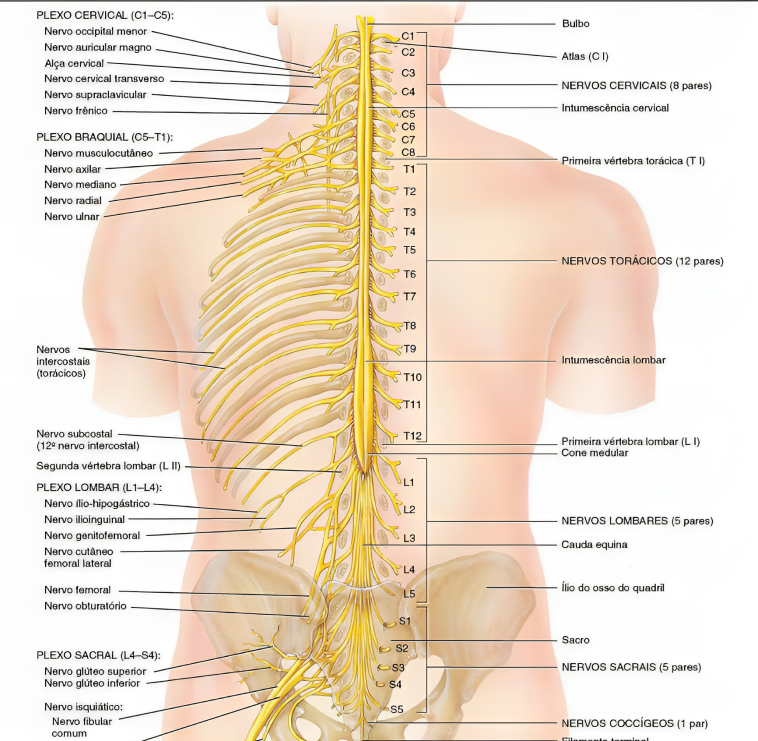 PLEXO CERVICAL (C1–C5):
Nervo occipital menor
Nervo auricular magno
Alça cervical
Nervo cervical transverso
Nervo supraclavicular
Nervo frênico
PLEXO BRAQUIAL (C5–T1):
Nervo musculocutâneo
Nervo axilar
Nervo mediano
Nervo radial
Nervo ulnar
Nervos
intercostais
(torácicos)
Nervo subcostal
(12º nervo intercostal)
Segunda vértebra lombar (L II)
PLEXO LOMBAR (L1–L4):
Nervo ílio-hipogástrico
Nervo ilioinguinal
Nervo genitofemoral
Nervo cutâneo
femoral lateral
Nervo femoral
Nervo obturatório
PLEXO SACRAL (L4–S4):
Nervo glúteo superior
Nervo glúteo inferior
Nervo isquiático:
Nervo fibular
comum
C1
C2
C3
C4
C5
C6
C7
C8
T1
T2
T3
T4
T5
T6
T7
T8
T9
T10
T11
T12
L1
L2
L3
L4
L5
S1
S2
S3
S4
S5
Bulbo
Atlas (C I)
NERVOS CERVICAIS (8 pares)
Intumescência cervical
Primeira vértebra torácica (T I)
NERVOS TORÁCICOS (12 pares)
Intumescência lombar
Primeira vértebra lombar (L I)
Cone medular
NERVOS LOMBARES (5 pares)
Cauda equina
Ílio do osso do quadril
Sacro
NERVOS SACRAIS (5 pares)
NERVOS COCCÍGEOS (1 par)